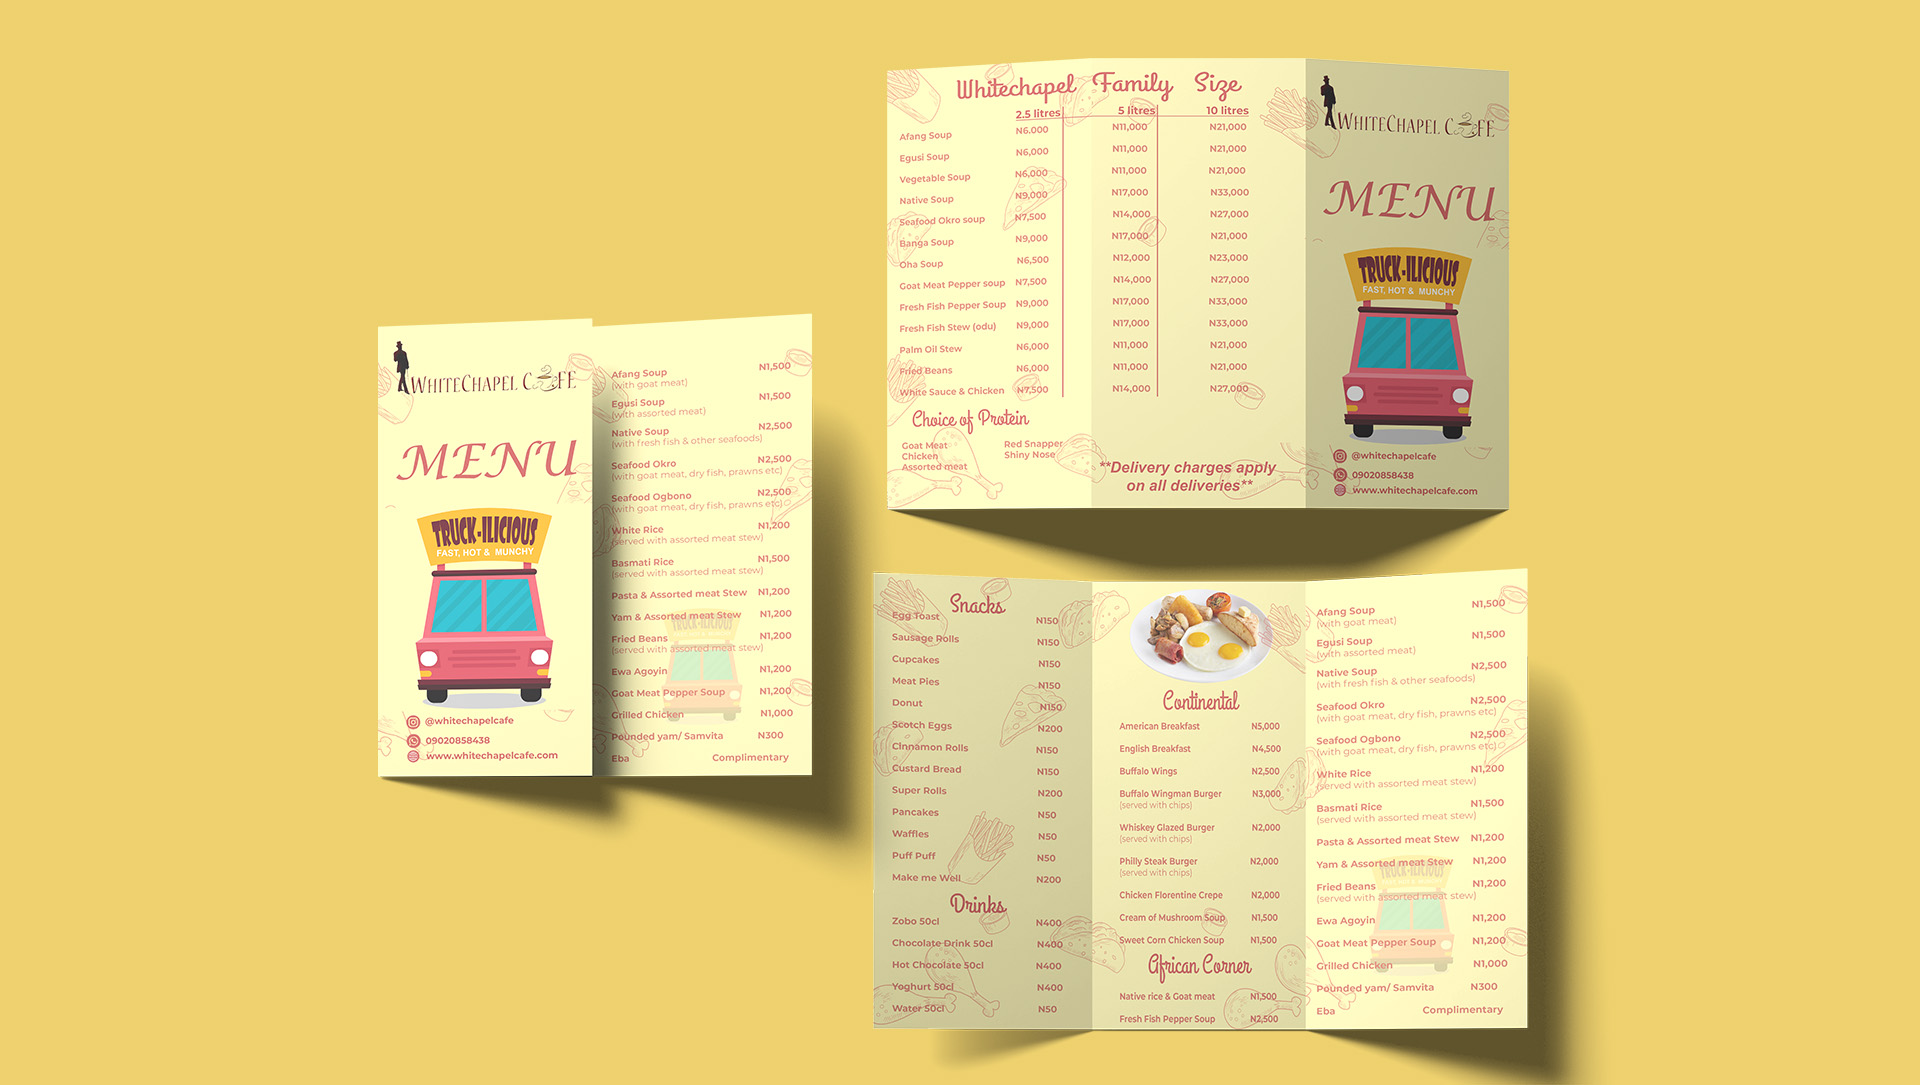 WHITECHAPEL CAFE
MENU
TRUCK-ILICIOUS
FAST, HOT & MUNCHY
@whitechapelcafe
09020858438
www.whitechapelcafe.com
Afang Soup N1,500
(with goat meat)
Egusi Soup N1,500
(with assorted meat)
Native Soup N2,500
(with fresh fish & other seafoods)
Seafood Okro N2,500
(with goat meat, dry fish, prawns etc)
Seafood Ogbono N2,500
(with goat meat, dry fish, prawns etc)
White Rice N1,200
(served with assorted meat stew)
Basmati Rice N1,500
(served with assorted meat stew)
Pasta & Assorted meat Stew N1,200
Yam & Assorted meat Stew N1,200
Fried Beans N1,200
(served with assorted meat stew)
Ewa Agoyin N1,200
Goat Meat Pepper Soup N1,200
Grilled Chicken N1,000
Pounded yam/ Samvita N300
Eba Complimentary
TRUCK-ILICIOUS
Whitechapel Family Size
2.5 litres 5 litres 10 litres
Afang Soup N6.000 N11,000 N21,000
Egusi Soup N6,000 N11,000 N21,000
Vegetable Soup N6,000 N11,000 N21,000
Native Soup N9,000 N17,000 N33,000
Seafood Okro soup N7,500 N14,000 N27,000
Banga Soup N9,000 N17,000 N21,000
Oha Soup N6,500 N12,000 N23,000
Goat Meat Pepper soup N7,500 N14,000 N27,000
Fresh Fish Pepper Soup N9,000 N17,000 N33,000
Fresh Fish Stew (odu) N9,000 N17,000 N33,000
Palm Oil Stew N6,000 N11,000 N21,000
Fried Beans N6,000 N11,000 N21,000
White Sauce & Chicken N7,500 N14,000 N27,000
Choice of Protein
Goat Meat
Chicken
Assorted meat
Red Snapper
Shiny Nose
**Delivery charges apply
on all deliveries**
WHITECHAPEL CAFE
MENU
TRUCK-ILICIOUS
FAST, HOT & MUNCHY
@whitechapelcafe
09020858438
www.whitechapelcafe.com
Snacks
Egg Toast N150
Sausage Rolls N150
Cupcakes N150
Meat Pies N150
Donut N150
Scotch Eggs N200
Cinnamon Rolls N150
Custard Bread N150
Super Rolls N200
Pancakes N50
Waffles N50
Puff Puff N50
Make me Well N200
Drinks
Zobo 50cl N400
Chocolate Drink 50cl N400
Hot Chocolate 50cl N400
Yoghurt 50cl N400
Water 50cl N50
Continental
American Breakfast N5,000
English Breakfast N4,500
Buffalo Wings N2,500
Buffalo Wingman Burger N3,000
(served with chips)
Whiskey Glazed Burger N2,000
(served with chips)
Philly Steak Burger N2,000
(served with chips)
Chicken Florentine Crepe N2,000
Cream of Mushroom Soup N1,500
Sweet Corn Chicken Soup N1,500
African Corner
Native rice & Goat meat N1,500
Fresh Fish Pepper Soup N2,500
Afang Soup N1,500
(with goat meat)
Egusi Soup N1,500
(with assorted meat)
Native Soup N2,500
(with fresh fish & other seafoods)
Seafood Okro N2,500
(with goat meat, dry fish, prawns etc)
Seafood Ogbono N2,500
(with goat meat, dry fish, prawns etc)
White Rice N1,200
(served with assorted meat stew)
Basmati Rice N1,500
(served with assorted meat stew)
Pasta & Assorted meat Stew N1,200
Yam & Assorted meat Stew N1,200
Fried Beans N1,200
(served with assorted meat stew)
Ewa Agoyin N1,200
Goat Meat Pepper Soup N1,200
Grilled Chicken N1,000
Pounded yam/ Samvita N300
Eba Complimentary
TRUCK-ILICIOUS